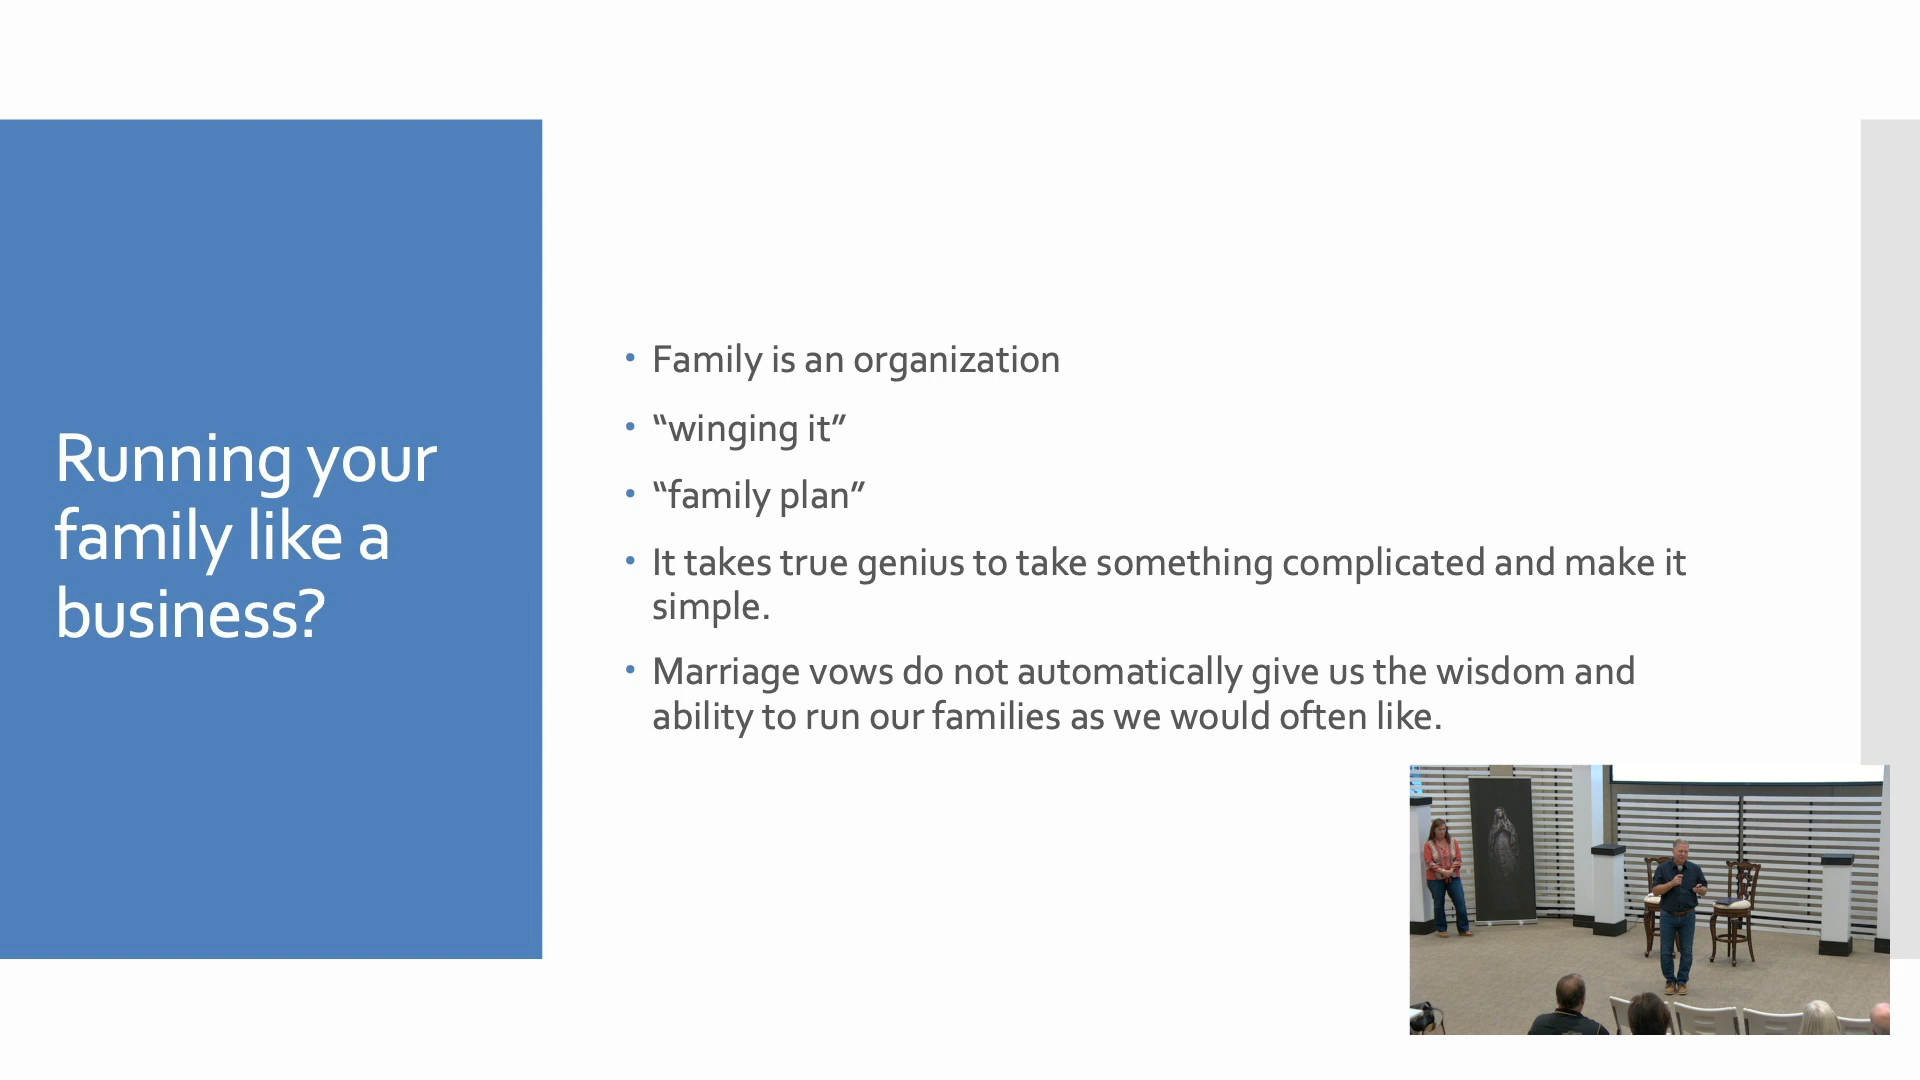 Running your
family like a
business?
• Family is an organization
• “winging it”
• “family plan”
• It takes true genius to take something complicated and make it
simple.
• Marriage vows do not automatically give us the wisdom and
ability to run our families as we would often like.